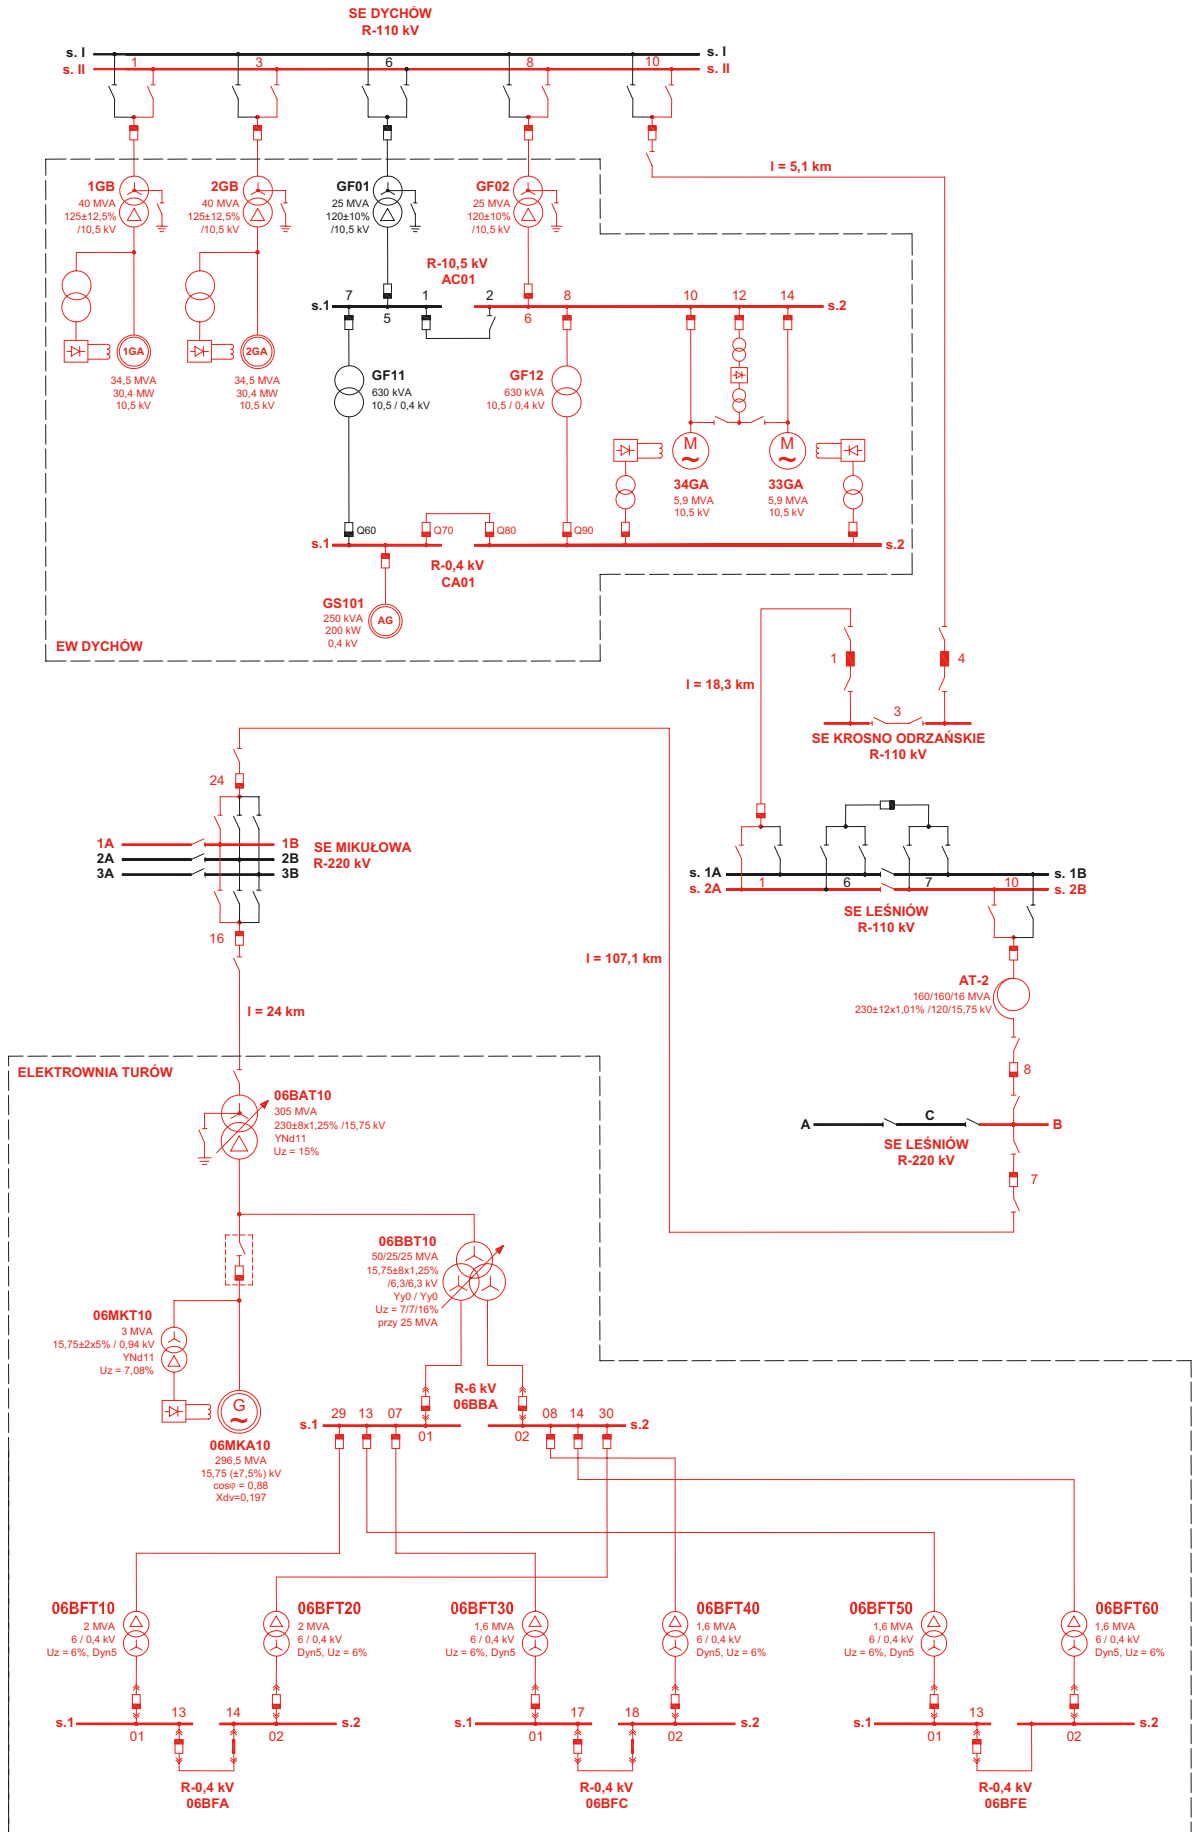 SE DYCHÓW
R-110 kV
s. I
s. I
s. II
1
3
6
8
10
s. II
l = 5,1 km
1GB
40 MVA
125±12,5%
/10,5 kV
2GB
40 MVA
125±12,5%
/10,5 kV
GF01
25 MVA
120±10%
/10,5 kV
GF02
25 MVA
120±10%
/10,5 kV
R-10,5 kV
AC01
s.1
7
5
1
2
6
8
10
12
14
s.2
1GA
34,5 MVA
30,4 MW
10,5 kV
2GA
34,5 MVA
30,4 MW
10,5 kV
GF11
630 kVA
10,5 / 0,4 kV
GF12
630 kVA
10,5 / 0,4 kV
M
~
34GA
5,9 MVA
10,5 kV
M
~
33GA
5,9 MVA
10,5 kV
Q60
Q70
Q80
Q90
s.1
s.2
R-0,4 kV
CA01
GS101
250 kVA
200 kW
0,4 kV
AG
EW DYCHÓW
1
4
l = 18,3 km
3
SE KROSNO ODRZAŃSKIE
R-110 kV
24
1A
1B
2A
2B
3A
3B
SE MIKUŁOWA
R-220 kV
16
s. 1A
s. 1B
s. 2A
1
6
7
10
s. 2B
SE LEŚNIÓW
R-110 kV
l = 107,1 km
AT-2
160/160/16 MVA
230±12x1,01% /120/15,75 kV
l = 24 km
8
A
C
B
SE LEŚNIÓW
R-220 kV
7
ELEKTROWNIA TURÓW
06BAT10
305 MVA
230±8x1,25% /15,75 kV
YNd11
Uz = 15%
06BBT10
50/25/25 MVA
15,75±8x1,25%
/6,3/6,3 kV
Yy0 / Yy0
Uz = 7/7/16%
przy 25 MVA
06MKT10
3 MVA
15,75±2x5% / 0,94 kV
YNd11
Uz = 7,08%
G
~
06MKA10
296,5 MVA
15,75 (±7,5%) kV
cosφ = 0,88
Xdv=0,197
R-6 kV
06BBA
s.1
29
13
07
01
02
08
14
30
s.2
06BFT10
2 MVA
6 / 0,4 kV
Uz = 6%, Dyn5
06BFT20
2 MVA
6 / 0,4 kV
Dyn5, Uz = 6%
06BFT30
1,6 MVA
6 / 0,4 kV
Uz = 6%, Dyn5
06BFT40
1,6 MVA
6 / 0,4 kV
Dyn5, Uz = 6%
06BFT50
1,6 MVA
6 / 0,4 kV
Uz = 6%, Dyn5
06BFT60
1,6 MVA
6 / 0,4 kV
Dyn5, Uz = 6%
s.1
01
13
14
02
s.2
R-0,4 kV
06BFA
s.1
01
17
18
02
s.2
R-0,4 kV
06BFC
s.1
01
13
02
s.2
R-0,4 kV
06BFE